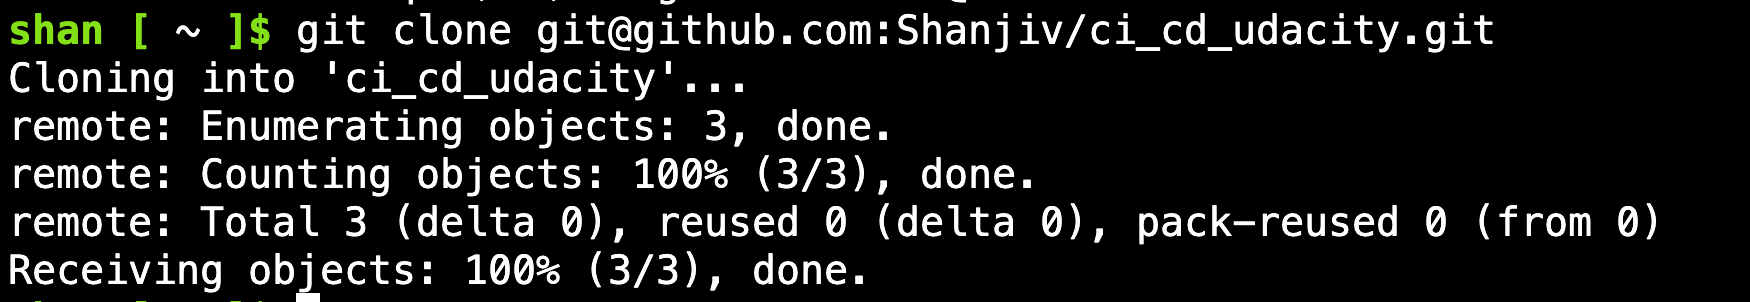 shan [ ~ ]$ git clone git@github.com:Shanjiv/ci_cd_udacity.git
Cloning into 'ci_cd_udacity'...
remote: Enumerating objects: 3, done.
remote: Counting objects: 100% (3/3), done.
remote: Total 3 (delta 0), reused 0 (delta 0), pack-reused 0 (from 0)
Receiving objects: 100% (3/3), done.